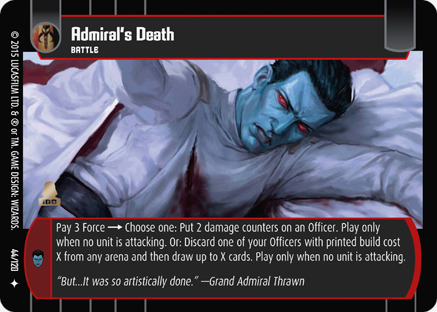 Admiral's Death
BATTLE
© 2015 LUCASFILM LTD. & ® or TM. GAME DESIGN: WIZARDS.
44/120
Pay 3 Force → Choose one: Put 2 damage counters on an Officer. Play only
when no unit is attacking. Or: Discard one of your Officers with printed build cost
X from any arena and then draw up to X cards. Play only when no unit is attacking.
"But...It was so artistically done." —Grand Admiral Thrawn